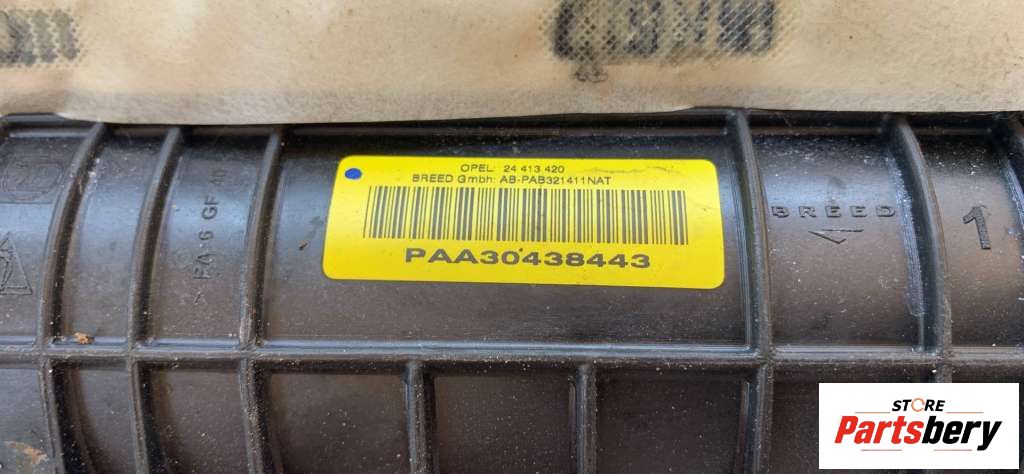 OPEL: 24 413 420
BREED Gmbh: AB-PAB321411NAT
PAA30438443
> PA-6 GF
BREED
1
STORE
Partsbery